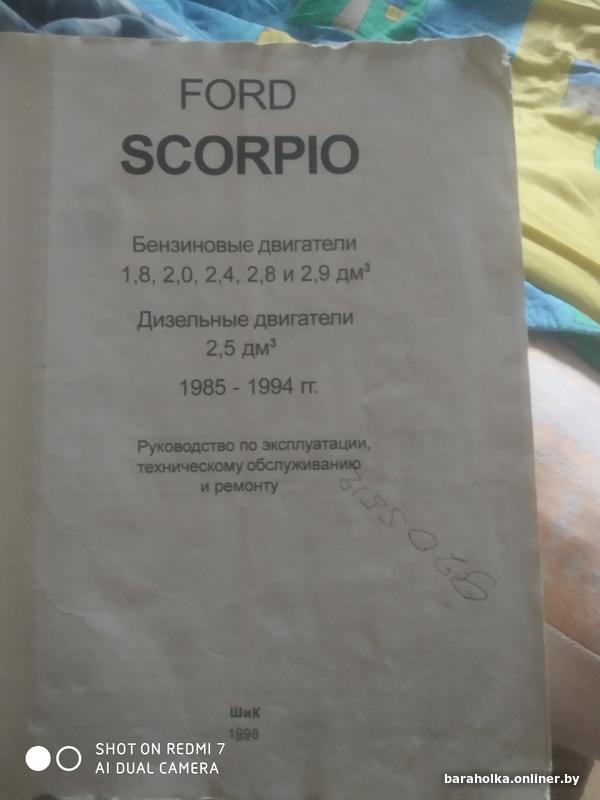 FORD
SCORPIO
Бензиновые двигатели
1,8, 2,0, 2,4, 2,8 и 2,9 дм³
Дизельные двигатели
2,5 дм³
1985 - 1994 гг.
Руководство по эксплуатации,
техническому обслуживанию
и ремонту
ШиК
1998
SHOT ON REDMI 7
AI DUAL CAMERA
baraholka.onliner.by